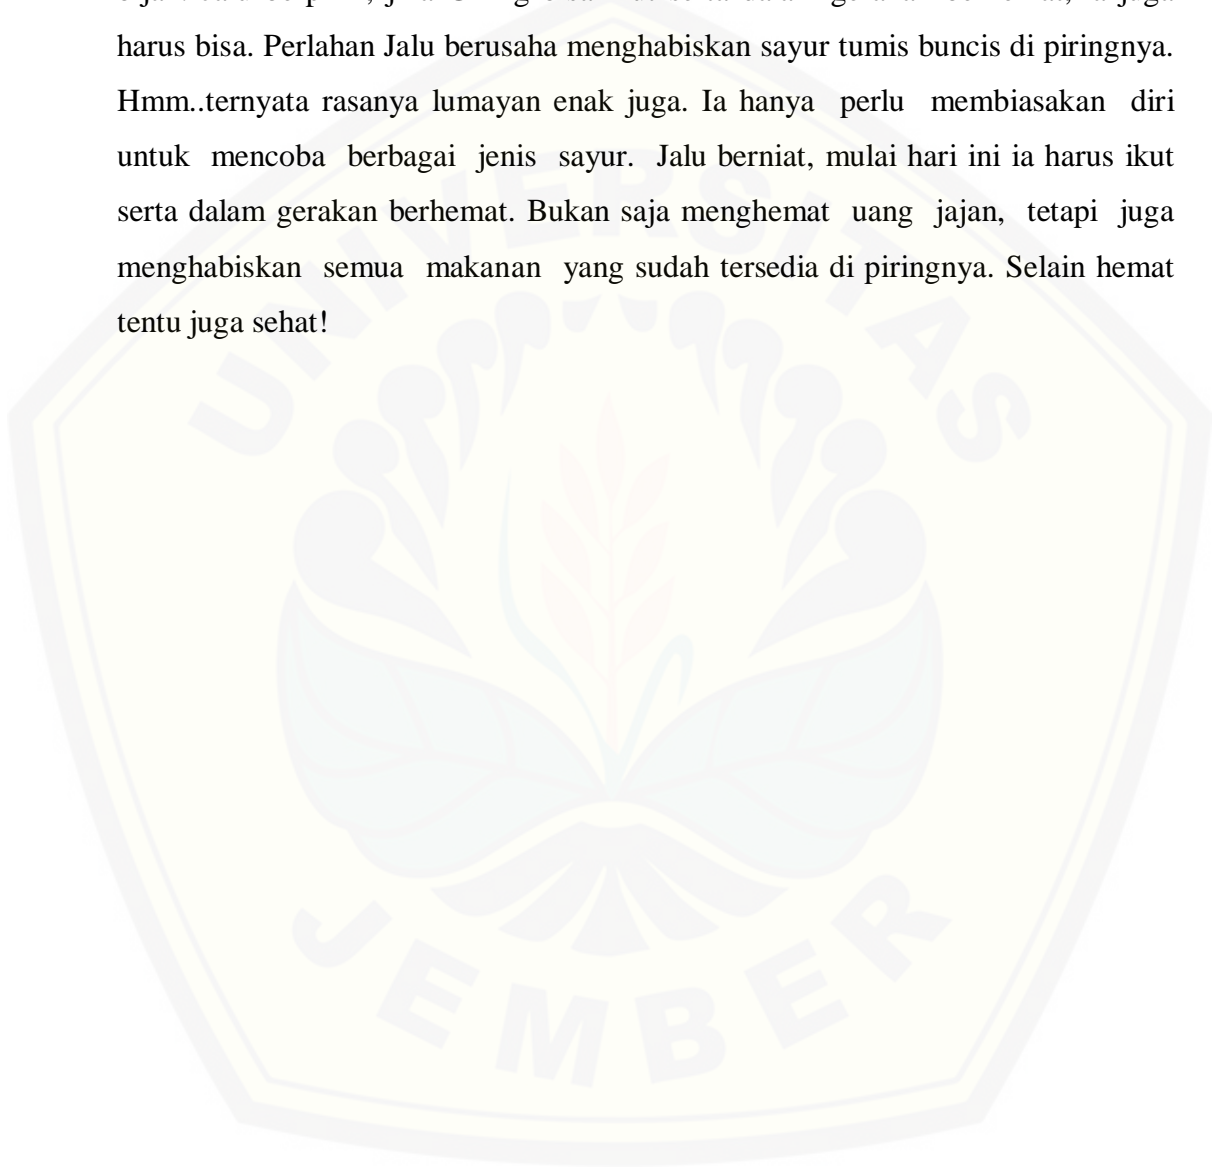 harus bisa. Perlahan Jalu berusaha menghabiskan sayur tumis buncis di piringnya.
Hmm..ternyata rasanya lumayan enak juga. Ia hanya perlu membiasakan diri
untuk mencoba berbagai jenis sayur. Jalu berniat, mulai hari ini ia harus ikut
serta dalam gerakan berhemat. Bukan saja menghemat uang jajan, tetapi juga
menghabiskan semua makanan yang sudah tersedia di piringnya. Selain hemat
tentu juga sehat!
UNIVERSITAS
JEMBER